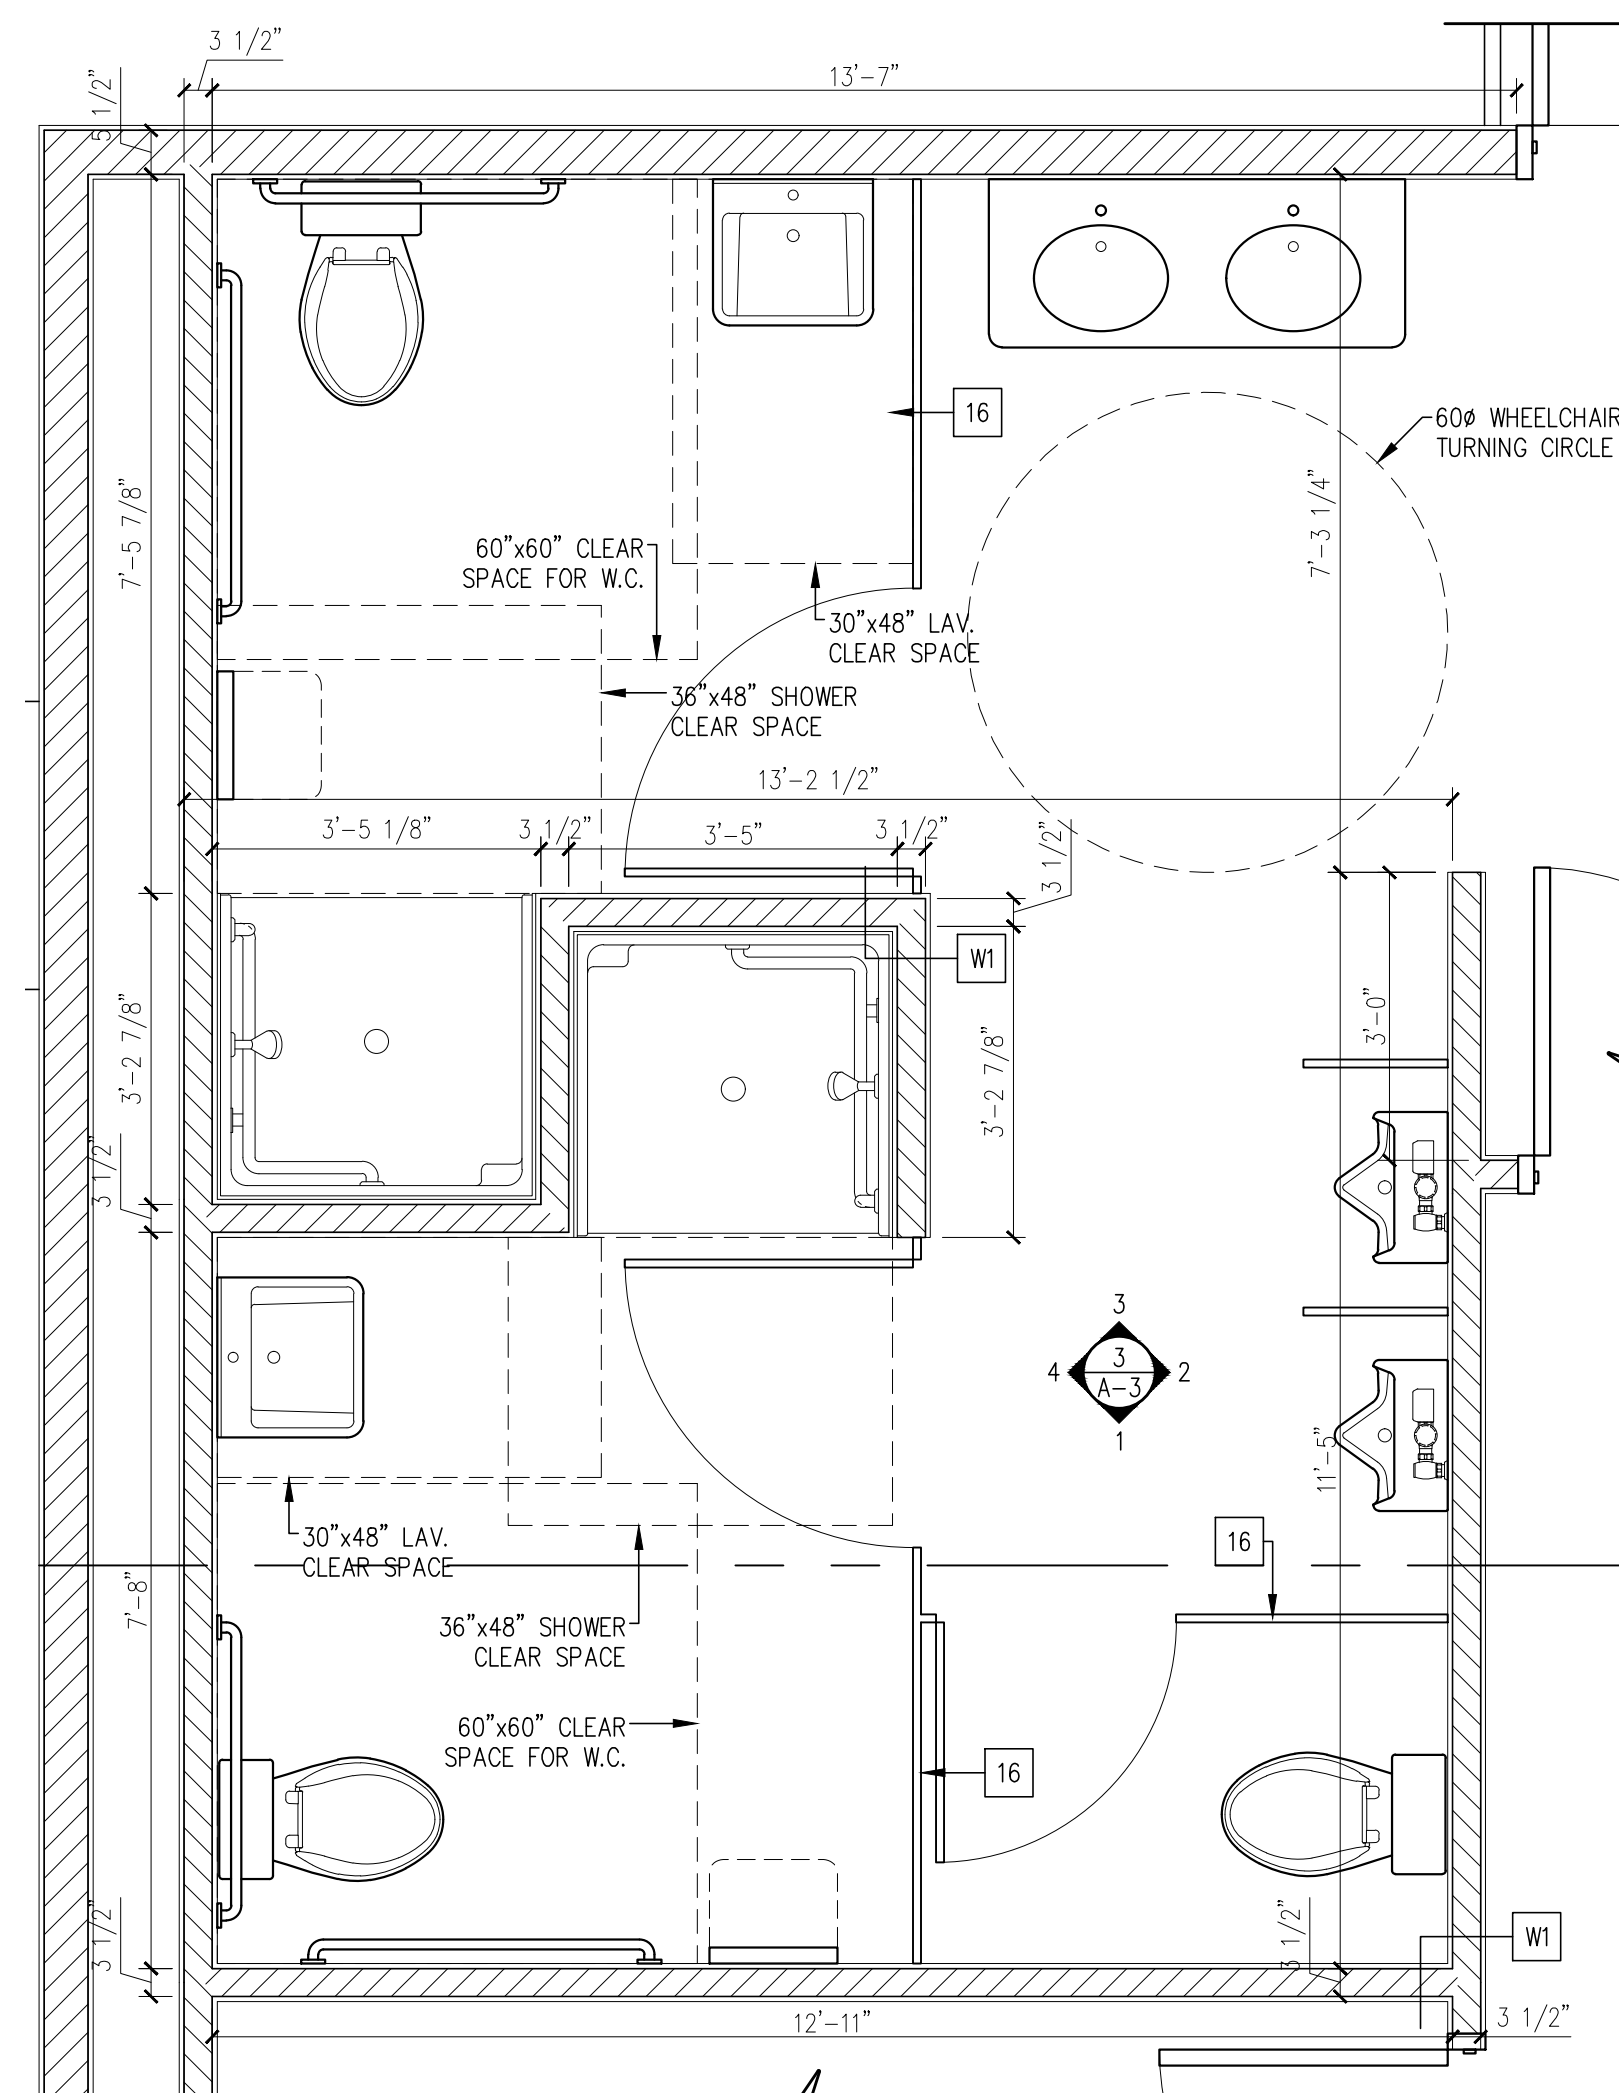 3 1/2”
13’-7”
5 1/2”
16
60ø WHEELCHAIR
TURNING CIRCLE
7’-5 7/8”
7’-3 1/4”
60”x60” CLEAR
SPACE FOR W.C.
30”x48” LAV.
CLEAR SPACE
36”x48” SHOWER
CLEAR SPACE
13’-2 1/2”
3’-5 1/8”
3 1/2”
3’-5”
3 1/2”
3 1/2”
W1
3’-2 7/8”
3’-0”
3’-2 7/8”
3 1/2”
3
4
3
A-3
2
1
11’-5”
30”x48” LAV.
CLEAR SPACE
16
7’-8”
36”x48” SHOWER
CLEAR SPACE
60”x60” CLEAR
SPACE FOR W.C.
16
3 1/2”
3 1/2”
W1
12’-11”
3 1/2”